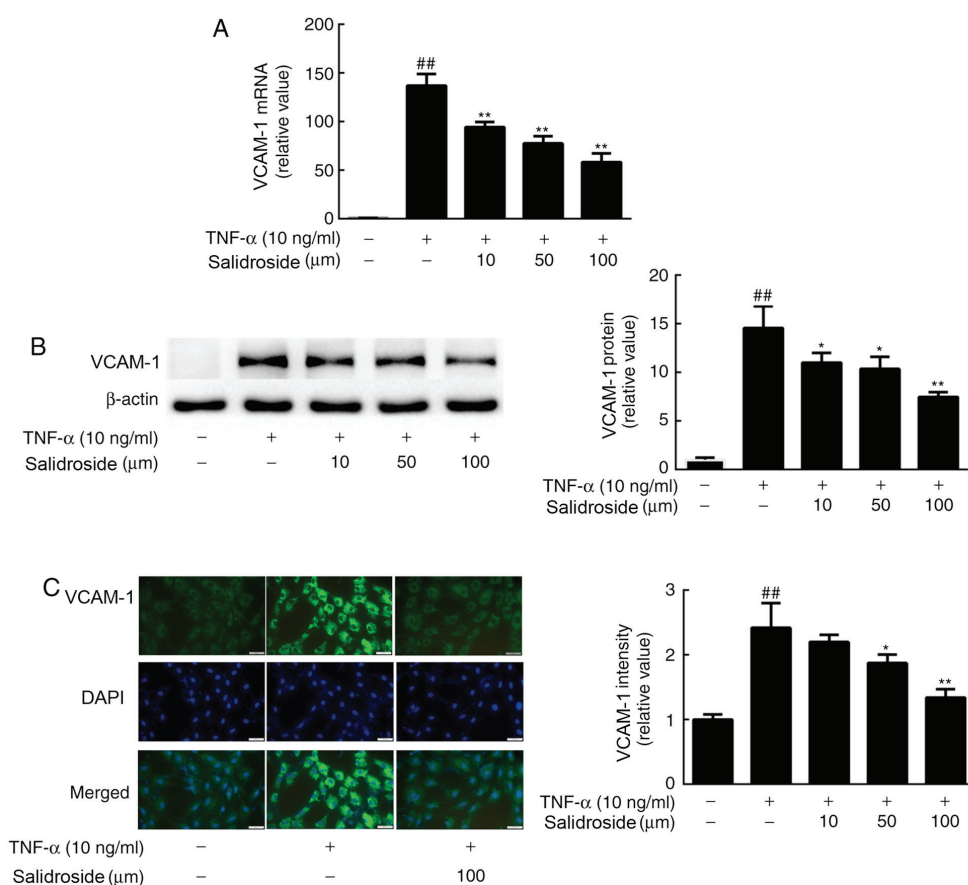 A
VCAM-1 mRNA
(relative value)
200
150
100
50
0
##
**
**
**
TNF-α (10 ng/ml) – + + + +
Salidroside (μm) – – 10 50 100
B
VCAM-1
β-actin
TNF-α (10 ng/ml) – + + + +
Salidroside (μm) – – 10 50 100
VCAM-1 protein
(relative value)
20
15
10
5
0
##
*
*
**
TNF-α (10 ng/ml) – + + + +
Salidroside (μm) – – 10 50 100
C
VCAM-1
DAPI
Merged
TNF-α (10 ng/ml) – + +
Salidroside (μm) – – 100
VCAM-1 intensity
(relative value)
3
2
1
0
##
*
**
TNF-α (10 ng/ml) – + + + +
Salidroside (μm) – – 10 50 100